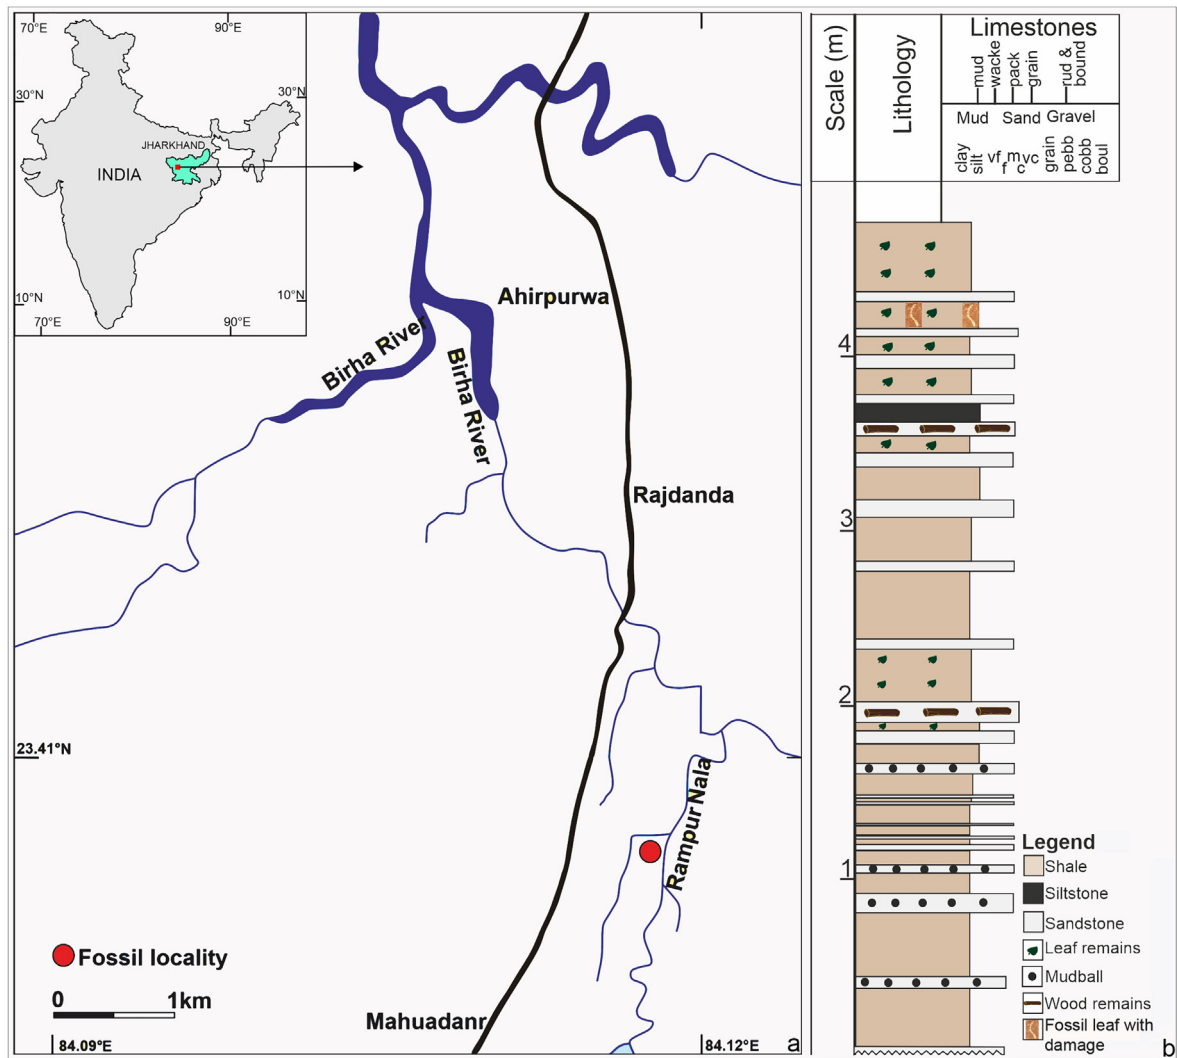 70°E
90°E
30°N
30°N
JHARKHAND
INDIA
10°N
10°N
70°E
90°E
Ahirpurwa
Birha River
Birha River
Rajdanda
23.41°N
Rampur Nala
Fossil locality
0 1km
Mahuadanr
84.09°E
84.12°E
a
Scale (m)
Lithology
Limestones
mud
wacke
pack
grain
rud & bound
Mud Sand Gravel
clay
silt
vf
f
m
c
vc
grain
pebb
cobb
boul
4
3
2
1
Legend
Shale
Siltstone
Sandstone
Leaf remains
Mudball
Wood remains
Fossil leaf with
damage
b